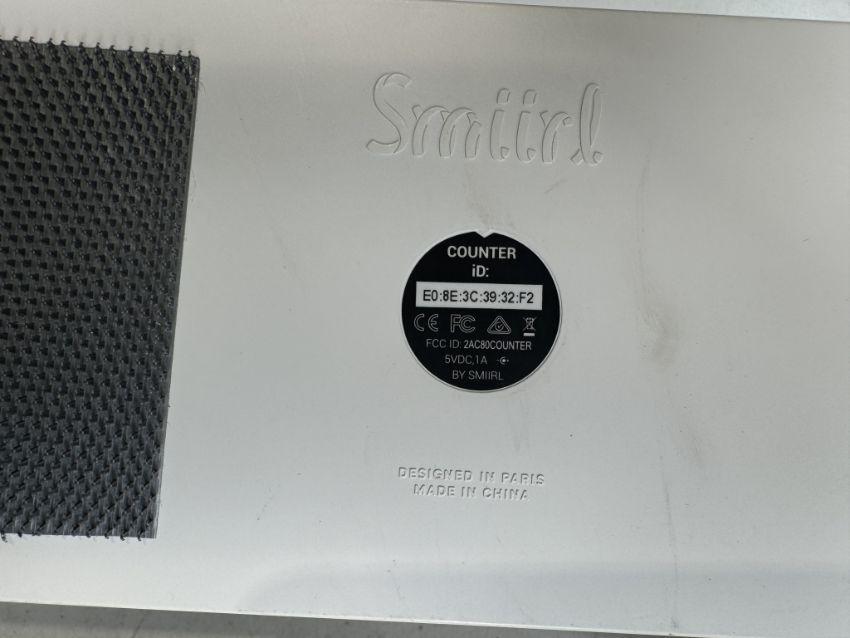 Smiirl
COUNTER
iD:
E0:8E:3C:39:32:F2
CE FC
FCC ID: 2AC80COUNTER
5VDC,1A
BY SMIIRL
DESIGNED IN PARIS
MADE IN CHINA